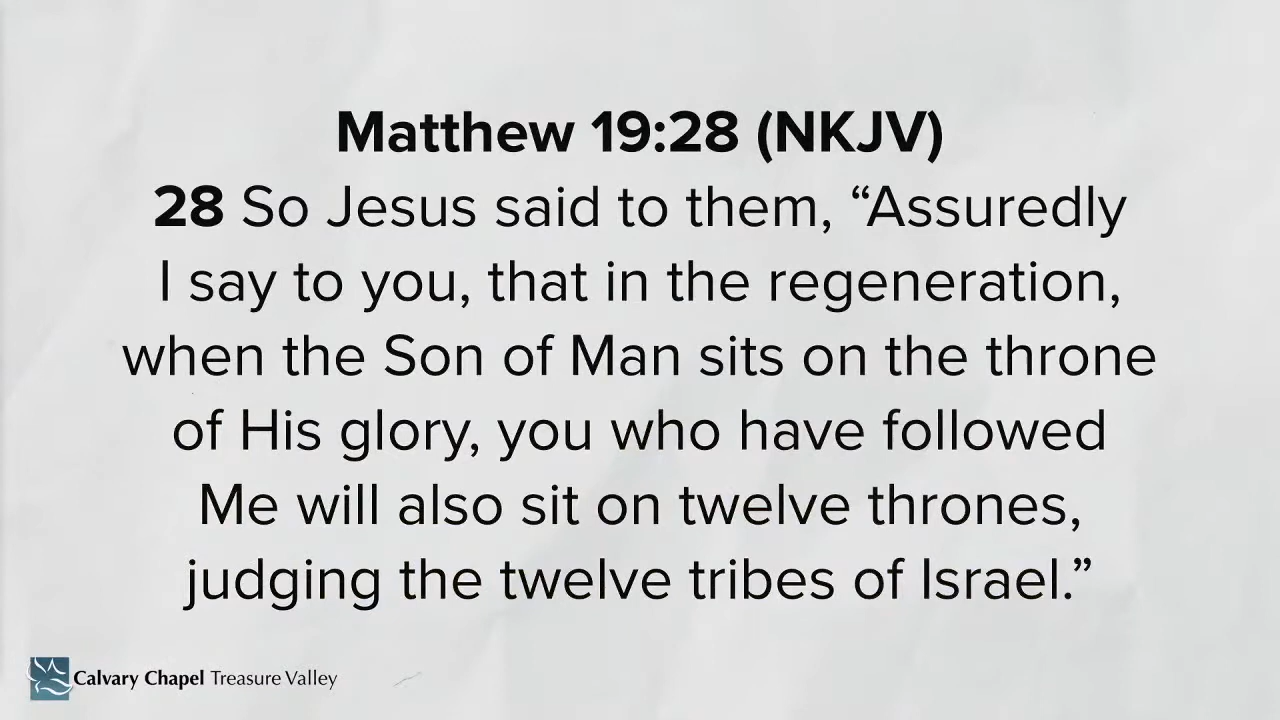 Matthew 19:28 (NKJV)
28 So Jesus said to them, “Assuredly
I say to you, that in the regeneration,
when the Son of Man sits on the throne
of His glory, you who have followed
Me will also sit on twelve thrones,
judging the twelve tribes of Israel.”
Calvary Chapel Treasure Valley